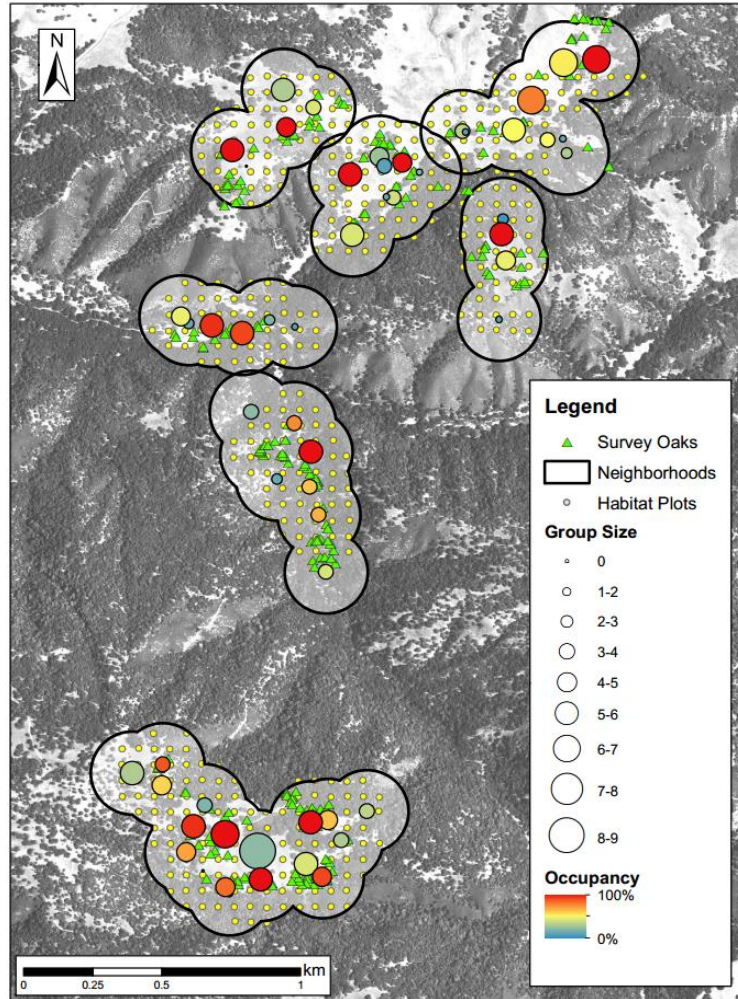 N
Legend
Survey Oaks
Neighborhoods
Habitat Plots
Group Size
0
1-2
2-3
3-4
4-5
5-6
6-7
7-8
8-9
Occupancy
100%
0%
km
0 0.25 0.5 1